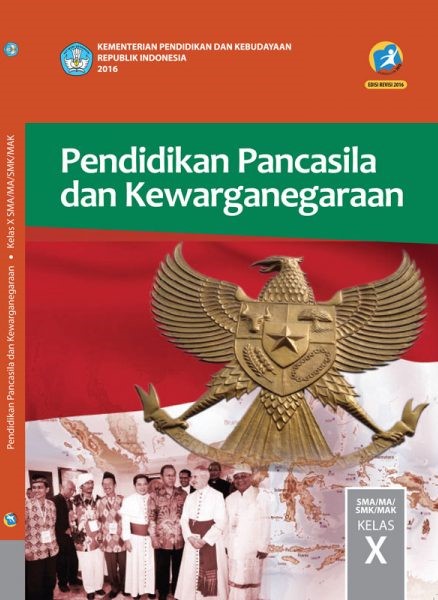 KEMENTERIAN PENDIDIKAN DAN KEBUDAYAAN
REPUBLIK INDONESIA
2016
EDISI REVISI 2016
Pendidikan Pancasila
dan Kewarganegaraan
SMA/MA/
SMK/MAK
KELAS
X
Pendidikan Pancasila dan Kewarganegaraan • Kelas X SMA/MA/SMK/MAK